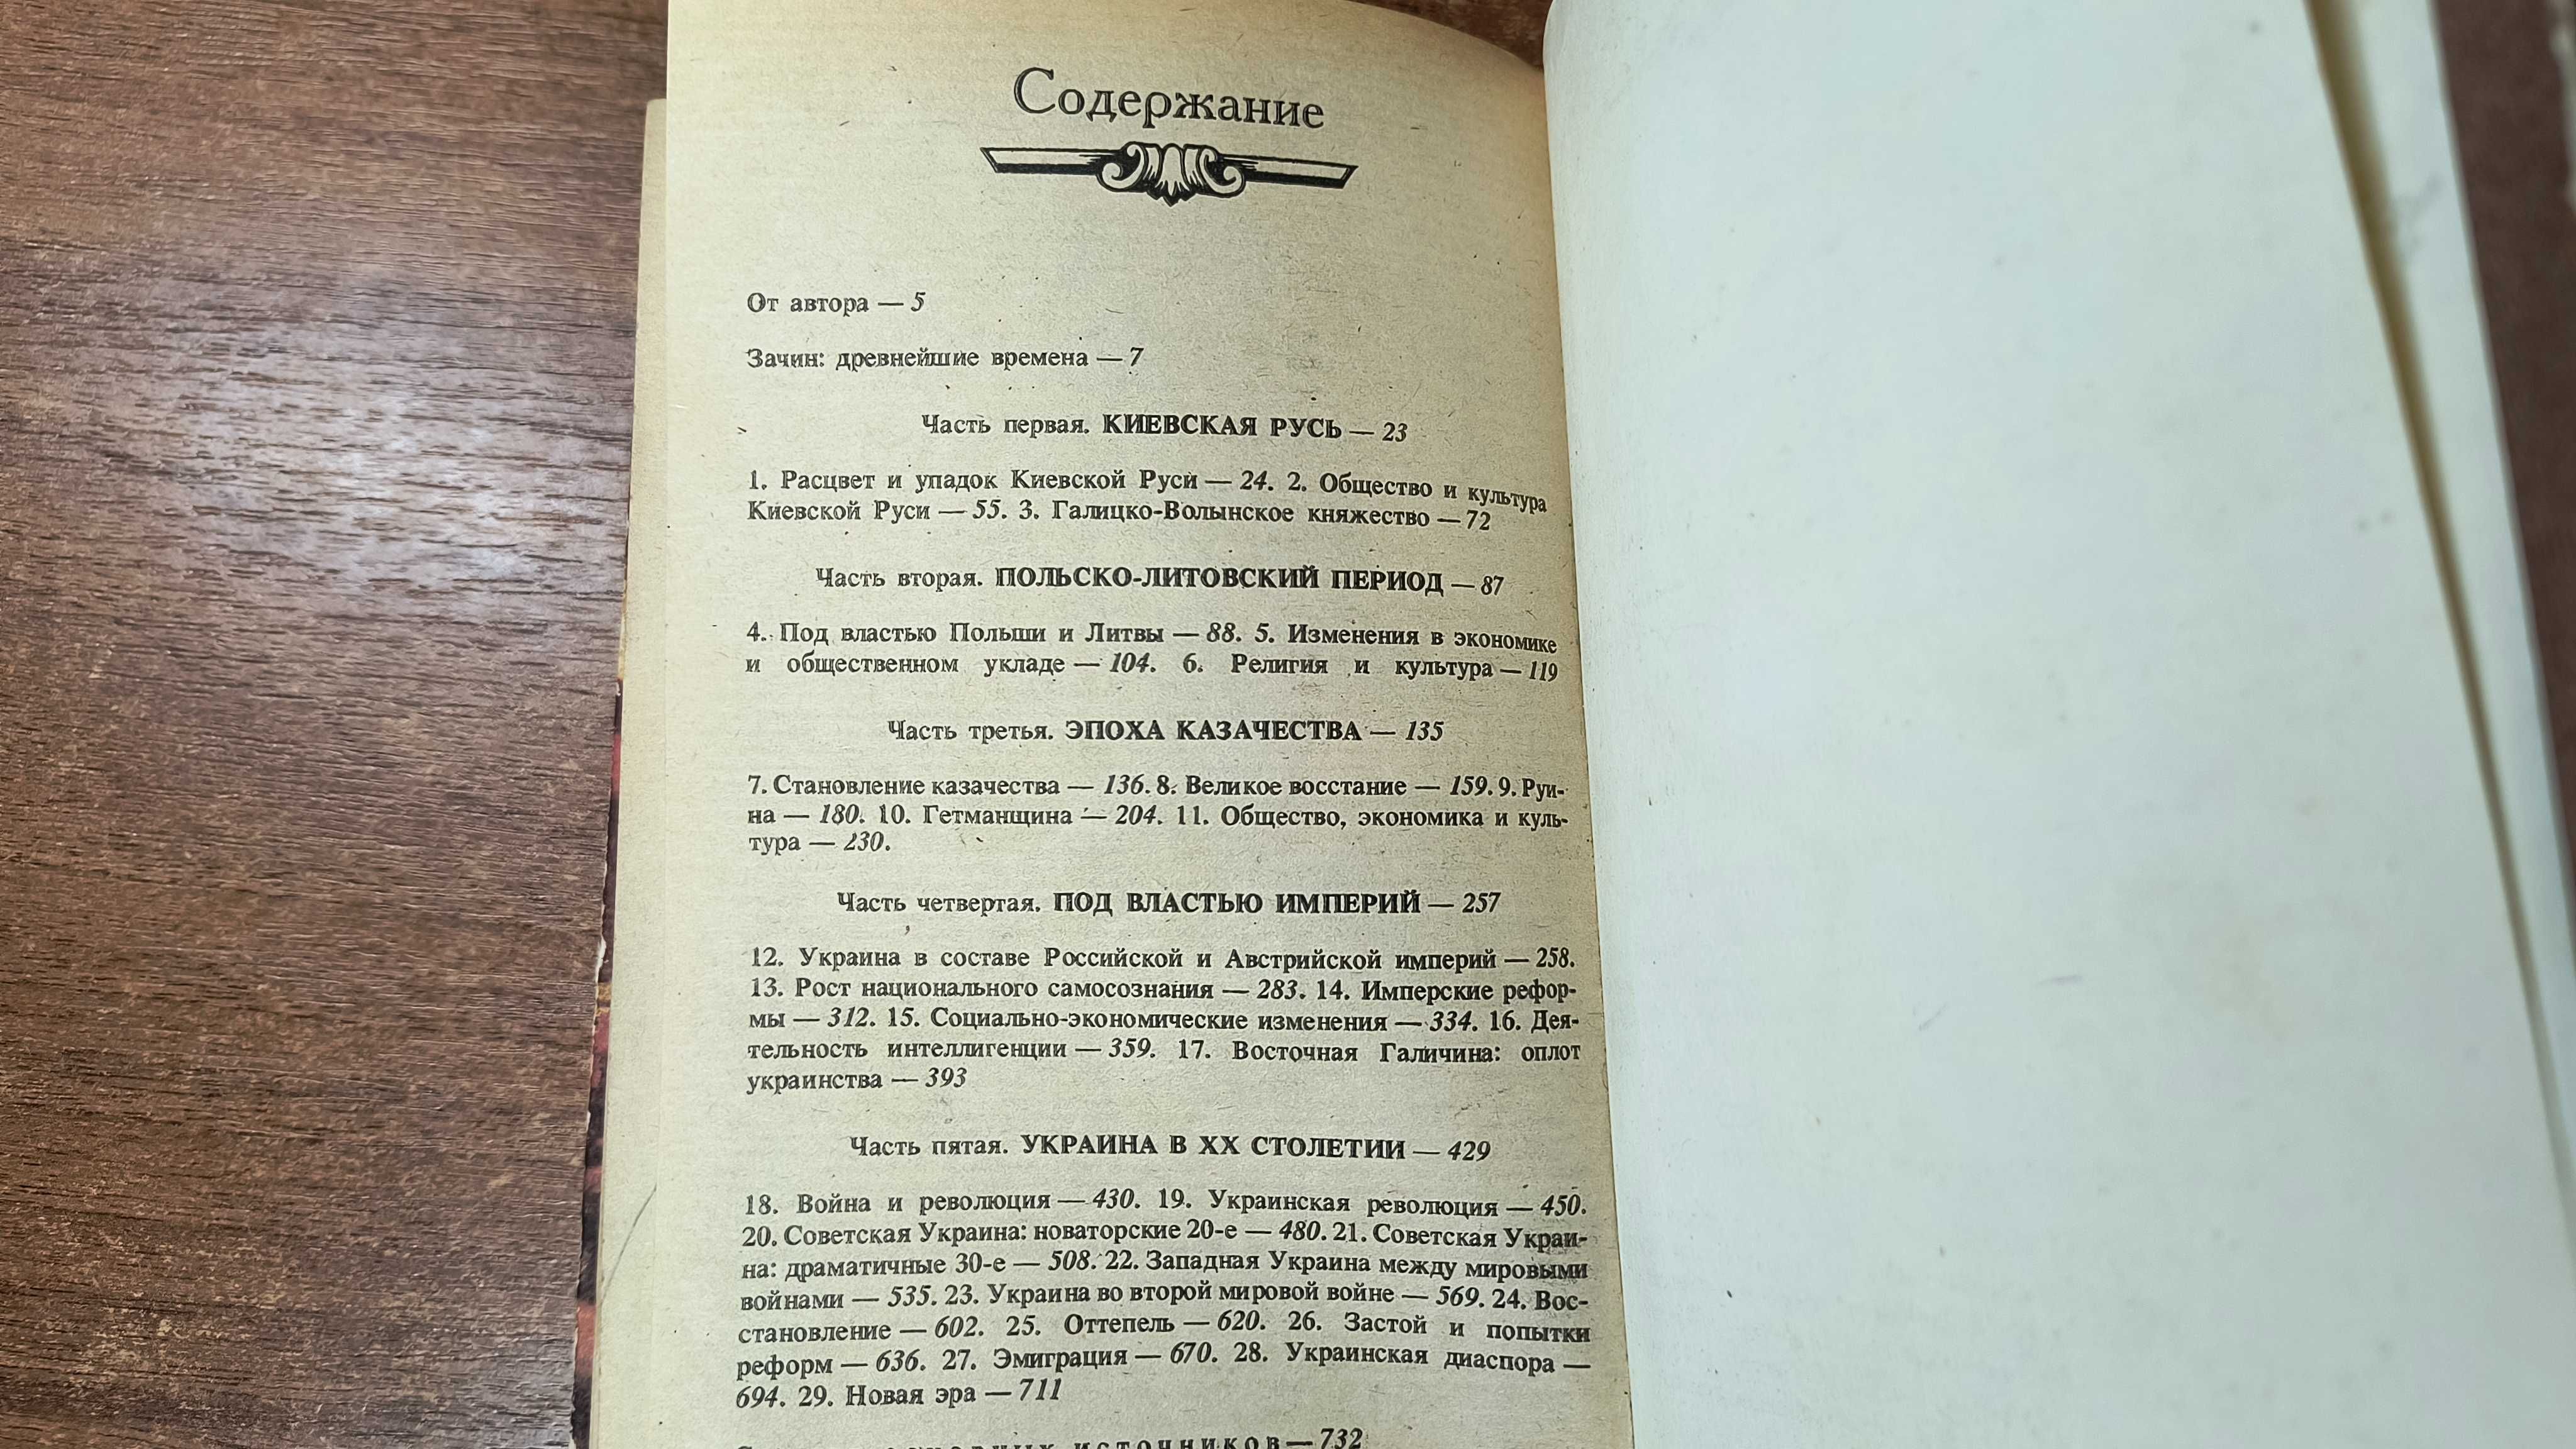 Содержание
От автора — 5
Зачин: древнейшие времена — 7
Часть первая. КИЕВСКАЯ РУСЬ — 23
1. Расцвет и упадок Киевской Руси — 24. 2. Общество и культура
Киевской Руси — 55. 3. Галицко-Волынское княжество — 72
Часть вторая. ПОЛЬСКО-ЛИТОВСКИЙ ПЕРИОД — 87
4. Под властью Польши и Литвы — 88. 5. Изменения в экономике
и общественном укладе — 104. 6. Религия и культура — 119
Часть третья. ЭПОХА КАЗАЧЕСТВА — 135
7. Становление казачества — 136. 8. Великое восстание — 159. 9. Руи-
на — 180. 10. Гетманщина — 204. 11. Общество, экономика и куль-
тура — 230.
Часть четвертая. ПОД ВЛАСТЬЮ ИМПЕРИЙ — 257
12. Украина в составе Российской и Австрийской империй — 258.
13. Рост национального самосознания — 283. 14. Имперские рефор-
мы — 312. 15. Социально-экономические изменения — 334. 16. Дея-
тельность интеллигенции — 359. 17. Восточная Галичина: оплот
украинства — 393
Часть пятая. УКРАИНА В XX СТОЛЕТИИ — 429
18. Война и революция — 430. 19. Украинская революция — 450.
20. Советская Украина: новаторские 20-е — 480. 21. Советская Украи-
на: драматичные 30-е — 508. 22. Западная Украина между мировыми
войнами — 535. 23. Украина во второй мировой войне — 569. 24. Вос-
становление — 602. 25. Оттепель — 620. 26. Застой и попытки
реформ — 636. 27. Эмиграция — 670. 28. Украинская диаспора —
694. 29. Новая эра — 711
источников — 732